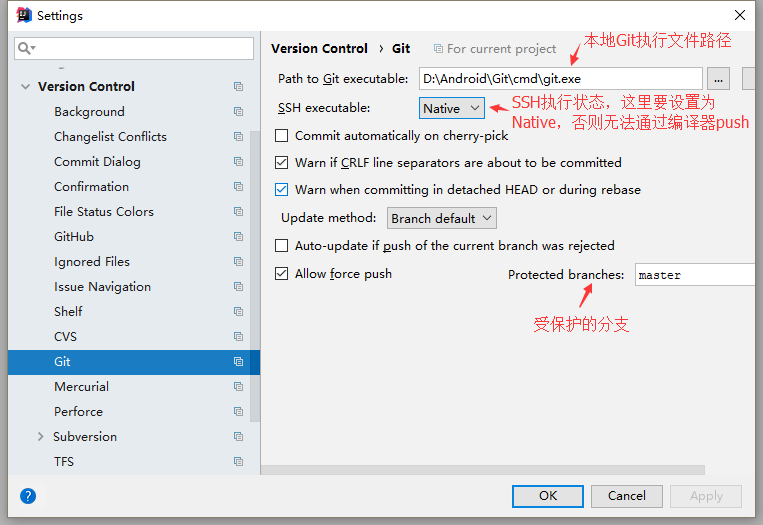 Settings
Version Control › Git
For current project
本地Git执行文件路径
Path to Git executable: D:\Android\Git\cmd\git.exe ...
SSH executable: Native
SSH执行状态，这里要设置为
Native，否则无法通过编译器push
Commit automatically on cherry-pick
Warn if CRLF line separators are about to be committed
Warn when committing in detached HEAD or during rebase
Update method: Branch default
Auto-update if push of the current branch was rejected
Allow force push
Protected branches: master
受保护的分支
Version Control
Background
Changelist Conflicts
Commit Dialog
Confirmation
File Status Colors
GitHub
Ignored Files
Issue Navigation
Shelf
CVS
Git
Mercurial
Perforce
Subversion
TFS
?
OK
Cancel
Apply